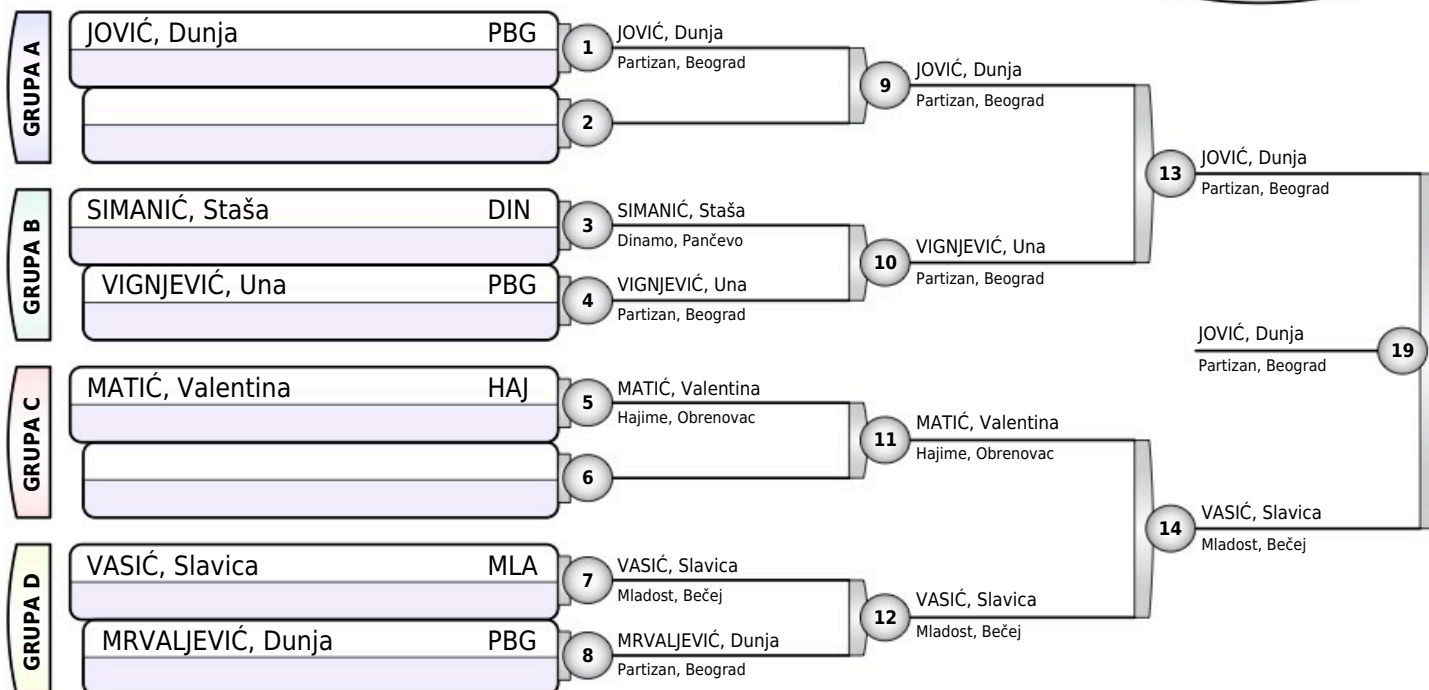 GRUPA A
JOVIĆ, Dunja PBG
1
JOVIĆ, Dunja
Partizan, Beograd
2
9
JOVIĆ, Dunja
Partizan, Beograd
GRUPA B
SIMANIĆ, Staša DIN
3
SIMANIĆ, Staša
Dinamo, Pančevo
VIGNJEVIĆ, Una PBG
4
VIGNJEVIĆ, Una
Partizan, Beograd
10
VIGNJEVIĆ, Una
Partizan, Beograd
13
JOVIĆ, Dunja
Partizan, Beograd
GRUPA C
MATIĆ, Valentina HAJ
5
MATIĆ, Valentina
Hajime, Obrenovac
6
11
MATIĆ, Valentina
Hajime, Obrenovac
GRUPA D
VASIĆ, Slavica MLA
7
VASIĆ, Slavica
Mladost, Bečej
MRVALJEVIĆ, Dunja PBG
8
MRVALJEVIĆ, Dunja
Partizan, Beograd
12
VASIĆ, Slavica
Mladost, Bečej
14
VASIĆ, Slavica
Mladost, Bečej
JOVIĆ, Dunja
Partizan, Beograd
19